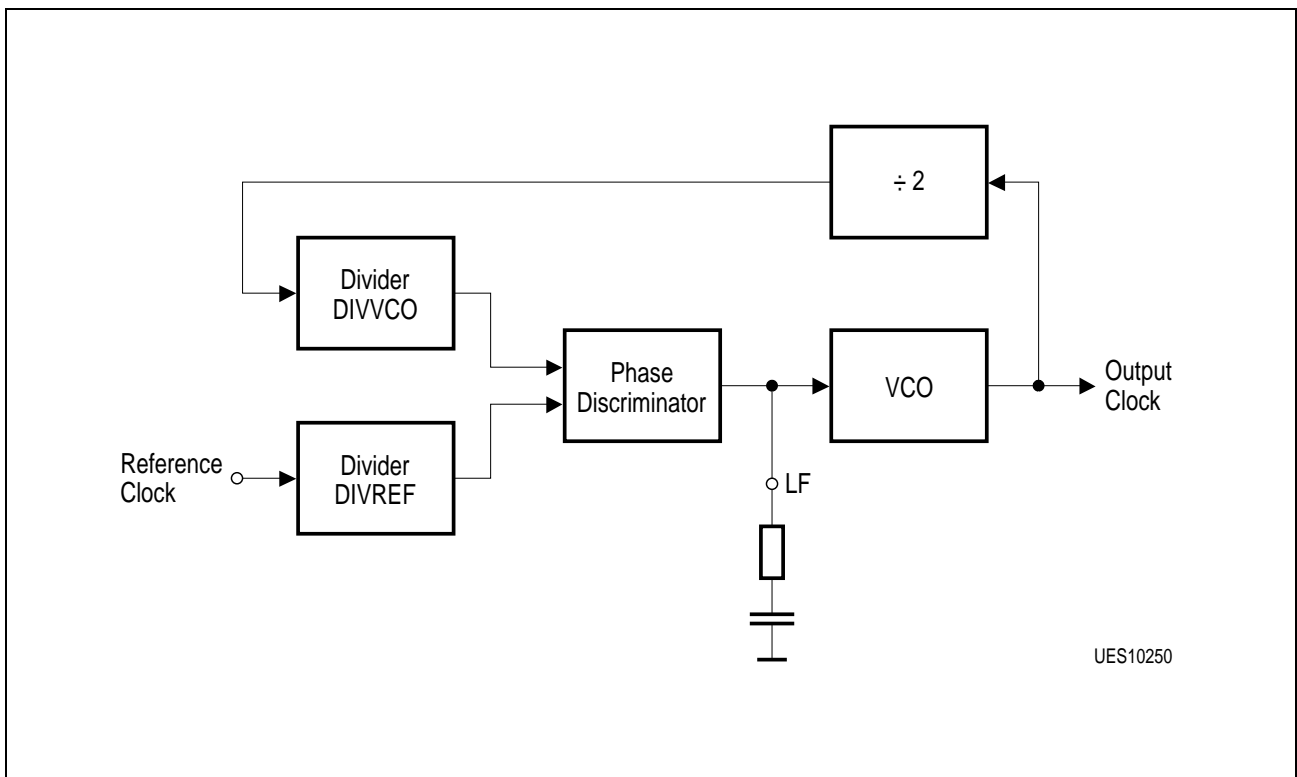 ÷ 2
Divider
DIVVCO
Phase
Discriminator
VCO
Output
Clock
Reference
Clock
Divider
DIVREF
LF
UES10250